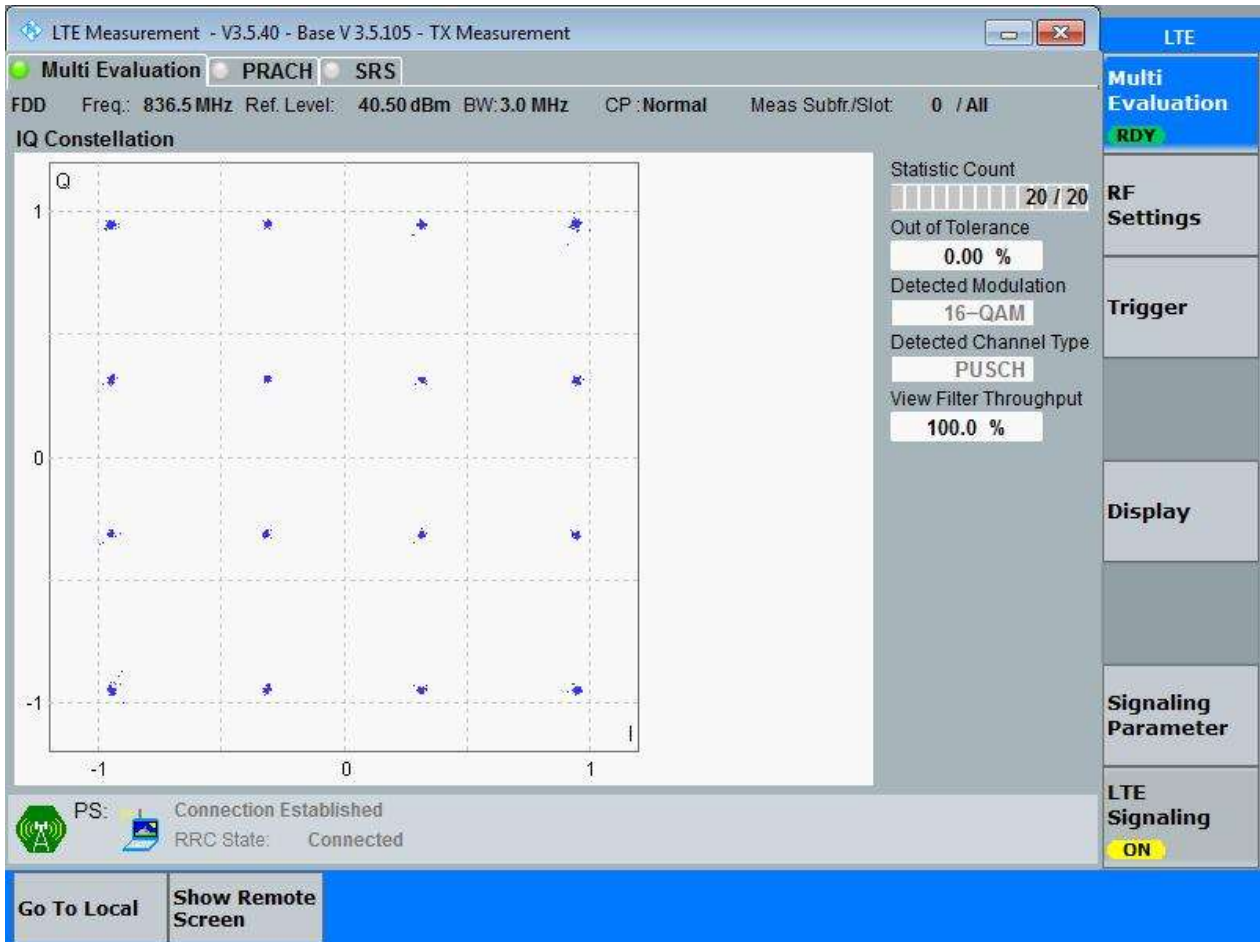 LTE Measurement - V3.5.40 - Base V 3.5.105 - TX Measurement
LTE
Multi Evaluation PRACH SRS
FDD Freq.: 836.5 MHz Ref. Level: 40.50 dBm BW: 3.0 MHz CP : Normal Meas Subfr./Slot: 0 / All
IQ Constellation
Q
1
0
-1
I
-1 0 1
Statistic Count
20 / 20
Out of Tolerance
0.00 %
Detected Modulation
16-QAM
Detected Channel Type
PUSCH
View Filter Throughput
100.0 %
Multi
Evaluation
RDY
RF
Settings
Trigger
Display
Signaling
Parameter
LTE
Signaling
ON
PS: Connection Established
RRC State: Connected
Go To Local
Show Remote
Screen